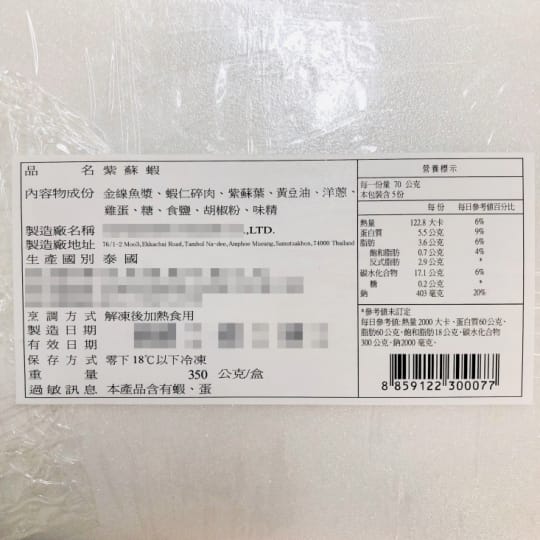 品名 紫蘇蝦
內容物成份 金線魚漿、蝦仁碎肉、紫蘇葉、黃豆油、洋蔥、
雞蛋、糖、食鹽、胡椒粉、味精
製造廠名稱 .,LTD.
製造廠地址 76/1-2 Moo3,Ekkachai Road,Tambol Na-dee,Amphoe Mueang,Samutsakhon,74000 Thailand
生產國別 泰國
烹調方式 解凍後加熱食用
製造日期
有效日期
保存方式 零下18℃以下冷凍
重量 350 公克/盒
過敏訊息 本產品含有蝦、蛋
營養標示
每一份量 70 公克
本包裝含 5份
每份 每日參考值百分比
熱量 122.8 大卡 6%
蛋白質 5.5 公克 9%
脂肪 3.6 公克 6%
飽和脂肪 0.7 公克 4%
反式脂肪 2.9 公克 *
碳水化合物 17.1 公克 6%
糖 0.2 公克 *
鈉 403 毫克 20%
*參考值未訂定
每日參考值:熱量2000大卡、蛋白質60公克、
脂肪60公克、飽和脂肪18公克、碳水化合物
300公克、鈉2000毫克。
8 859122 300077